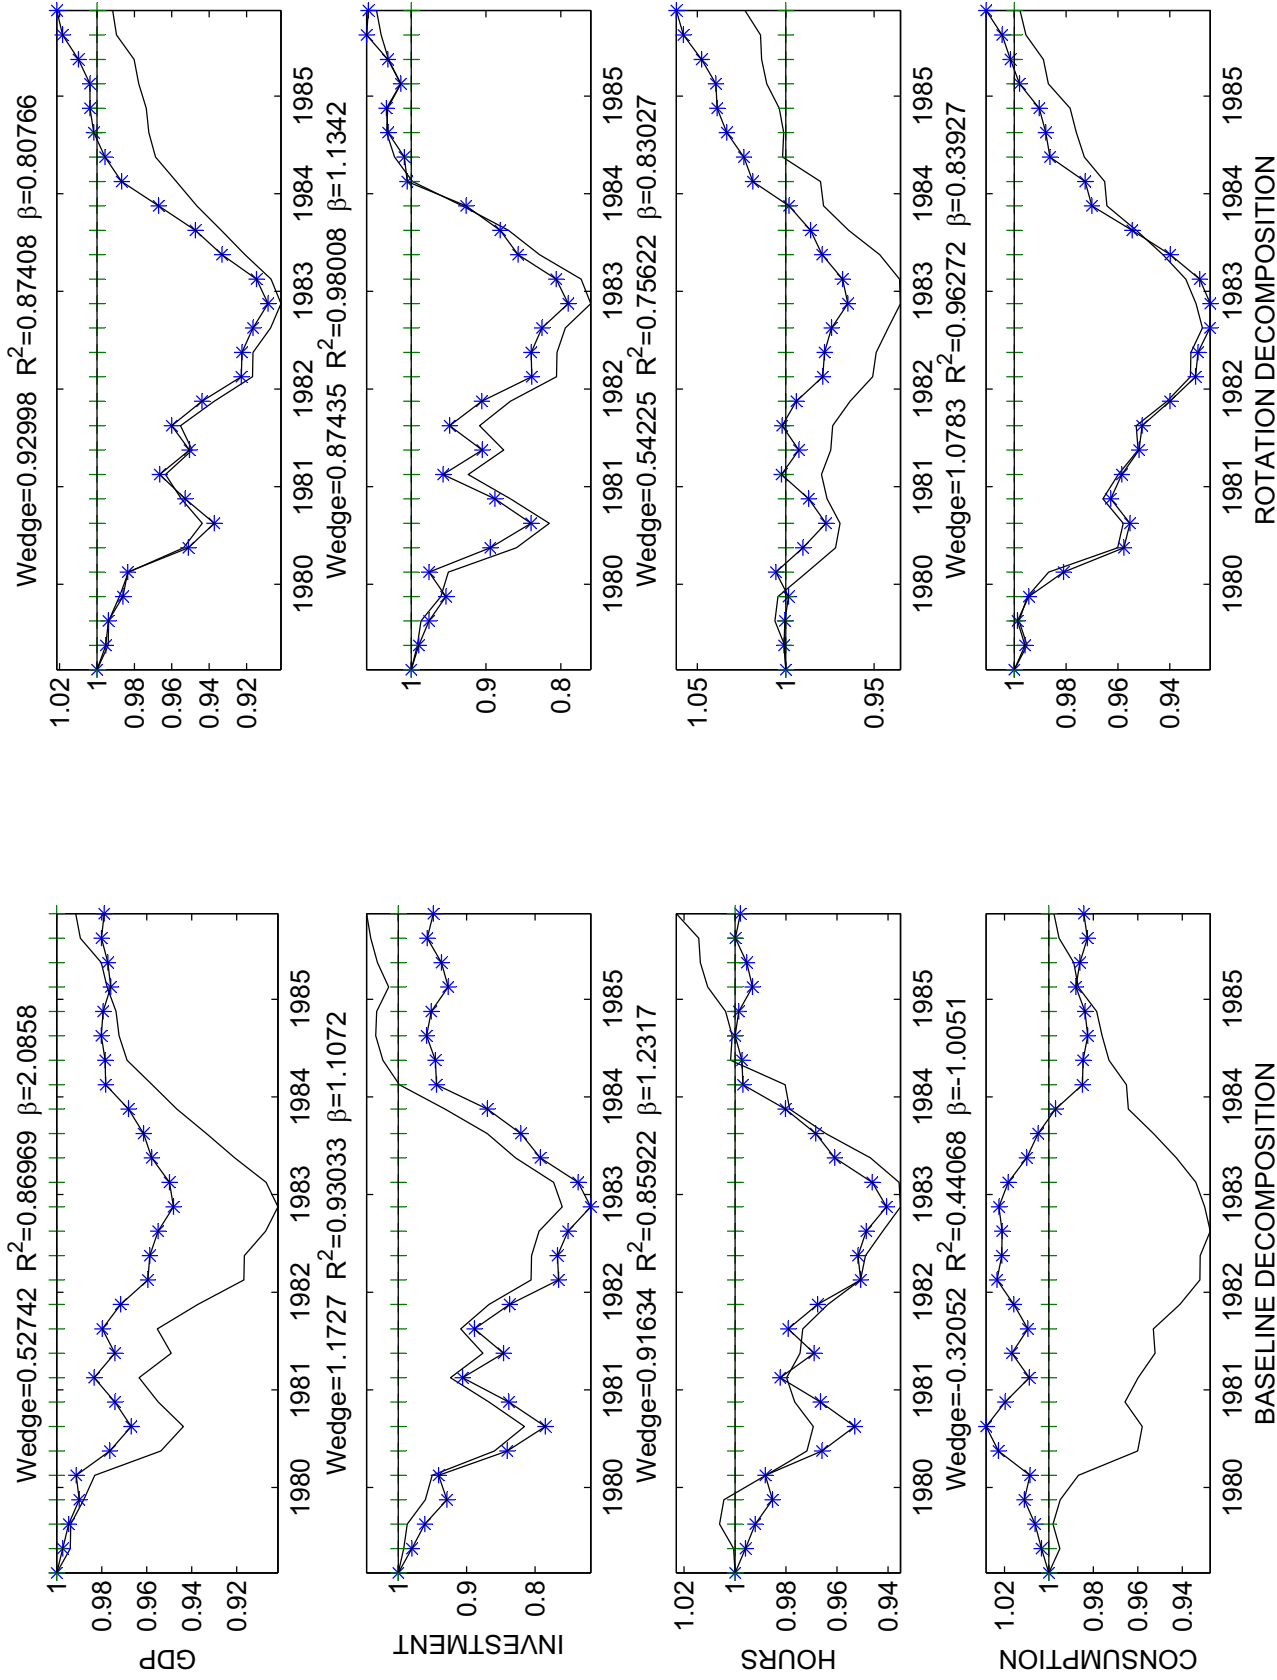 Wedge=0.52742 R²=0.86969 β=2.0858
GDP
1
0.98
0.96
0.94
0.92
1980 1981 1982 1983 1984 1985
Wedge=0.92998 R²=0.87408 β=0.80766
1.02
1
0.98
0.96
0.94
0.92
1980 1981 1982 1983 1984 1985
Wedge=1.1727 R²=0.93033 β=1.1072
INVESTMENT
1
0.9
0.8
1980 1981 1982 1983 1984 1985
Wedge=0.87435 R²=0.98008 β=1.1342
1
0.9
0.8
1980 1981 1982 1983 1984 1985
Wedge=0.91634 R²=0.85922 β=1.2317
HOURS
1.02
1
0.98
0.96
0.94
1980 1981 1982 1983 1984 1985
Wedge=0.54225 R²=0.75622 β=0.83027
1.05
1
0.95
1980 1981 1982 1983 1984 1985
Wedge=-0.32052 R²=0.44068 β=-1.0051
CONSUMPTION
1.02
1
0.98
0.96
0.94
1980 1981 1982 1983 1984 1985
BASELINE DECOMPOSITION
Wedge=1.0783 R²=0.96272 β=0.83927
1
0.98
0.96
0.94
1980 1981 1982 1983 1984 1985
ROTATION DECOMPOSITION